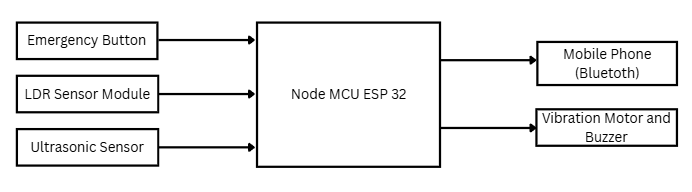 Emergency Button
LDR Sensor Module
Ultrasonic Sensor
Node MCU ESP 32
Mobile Phone
(Bluetoth)
Vibration Motor and
Buzzer